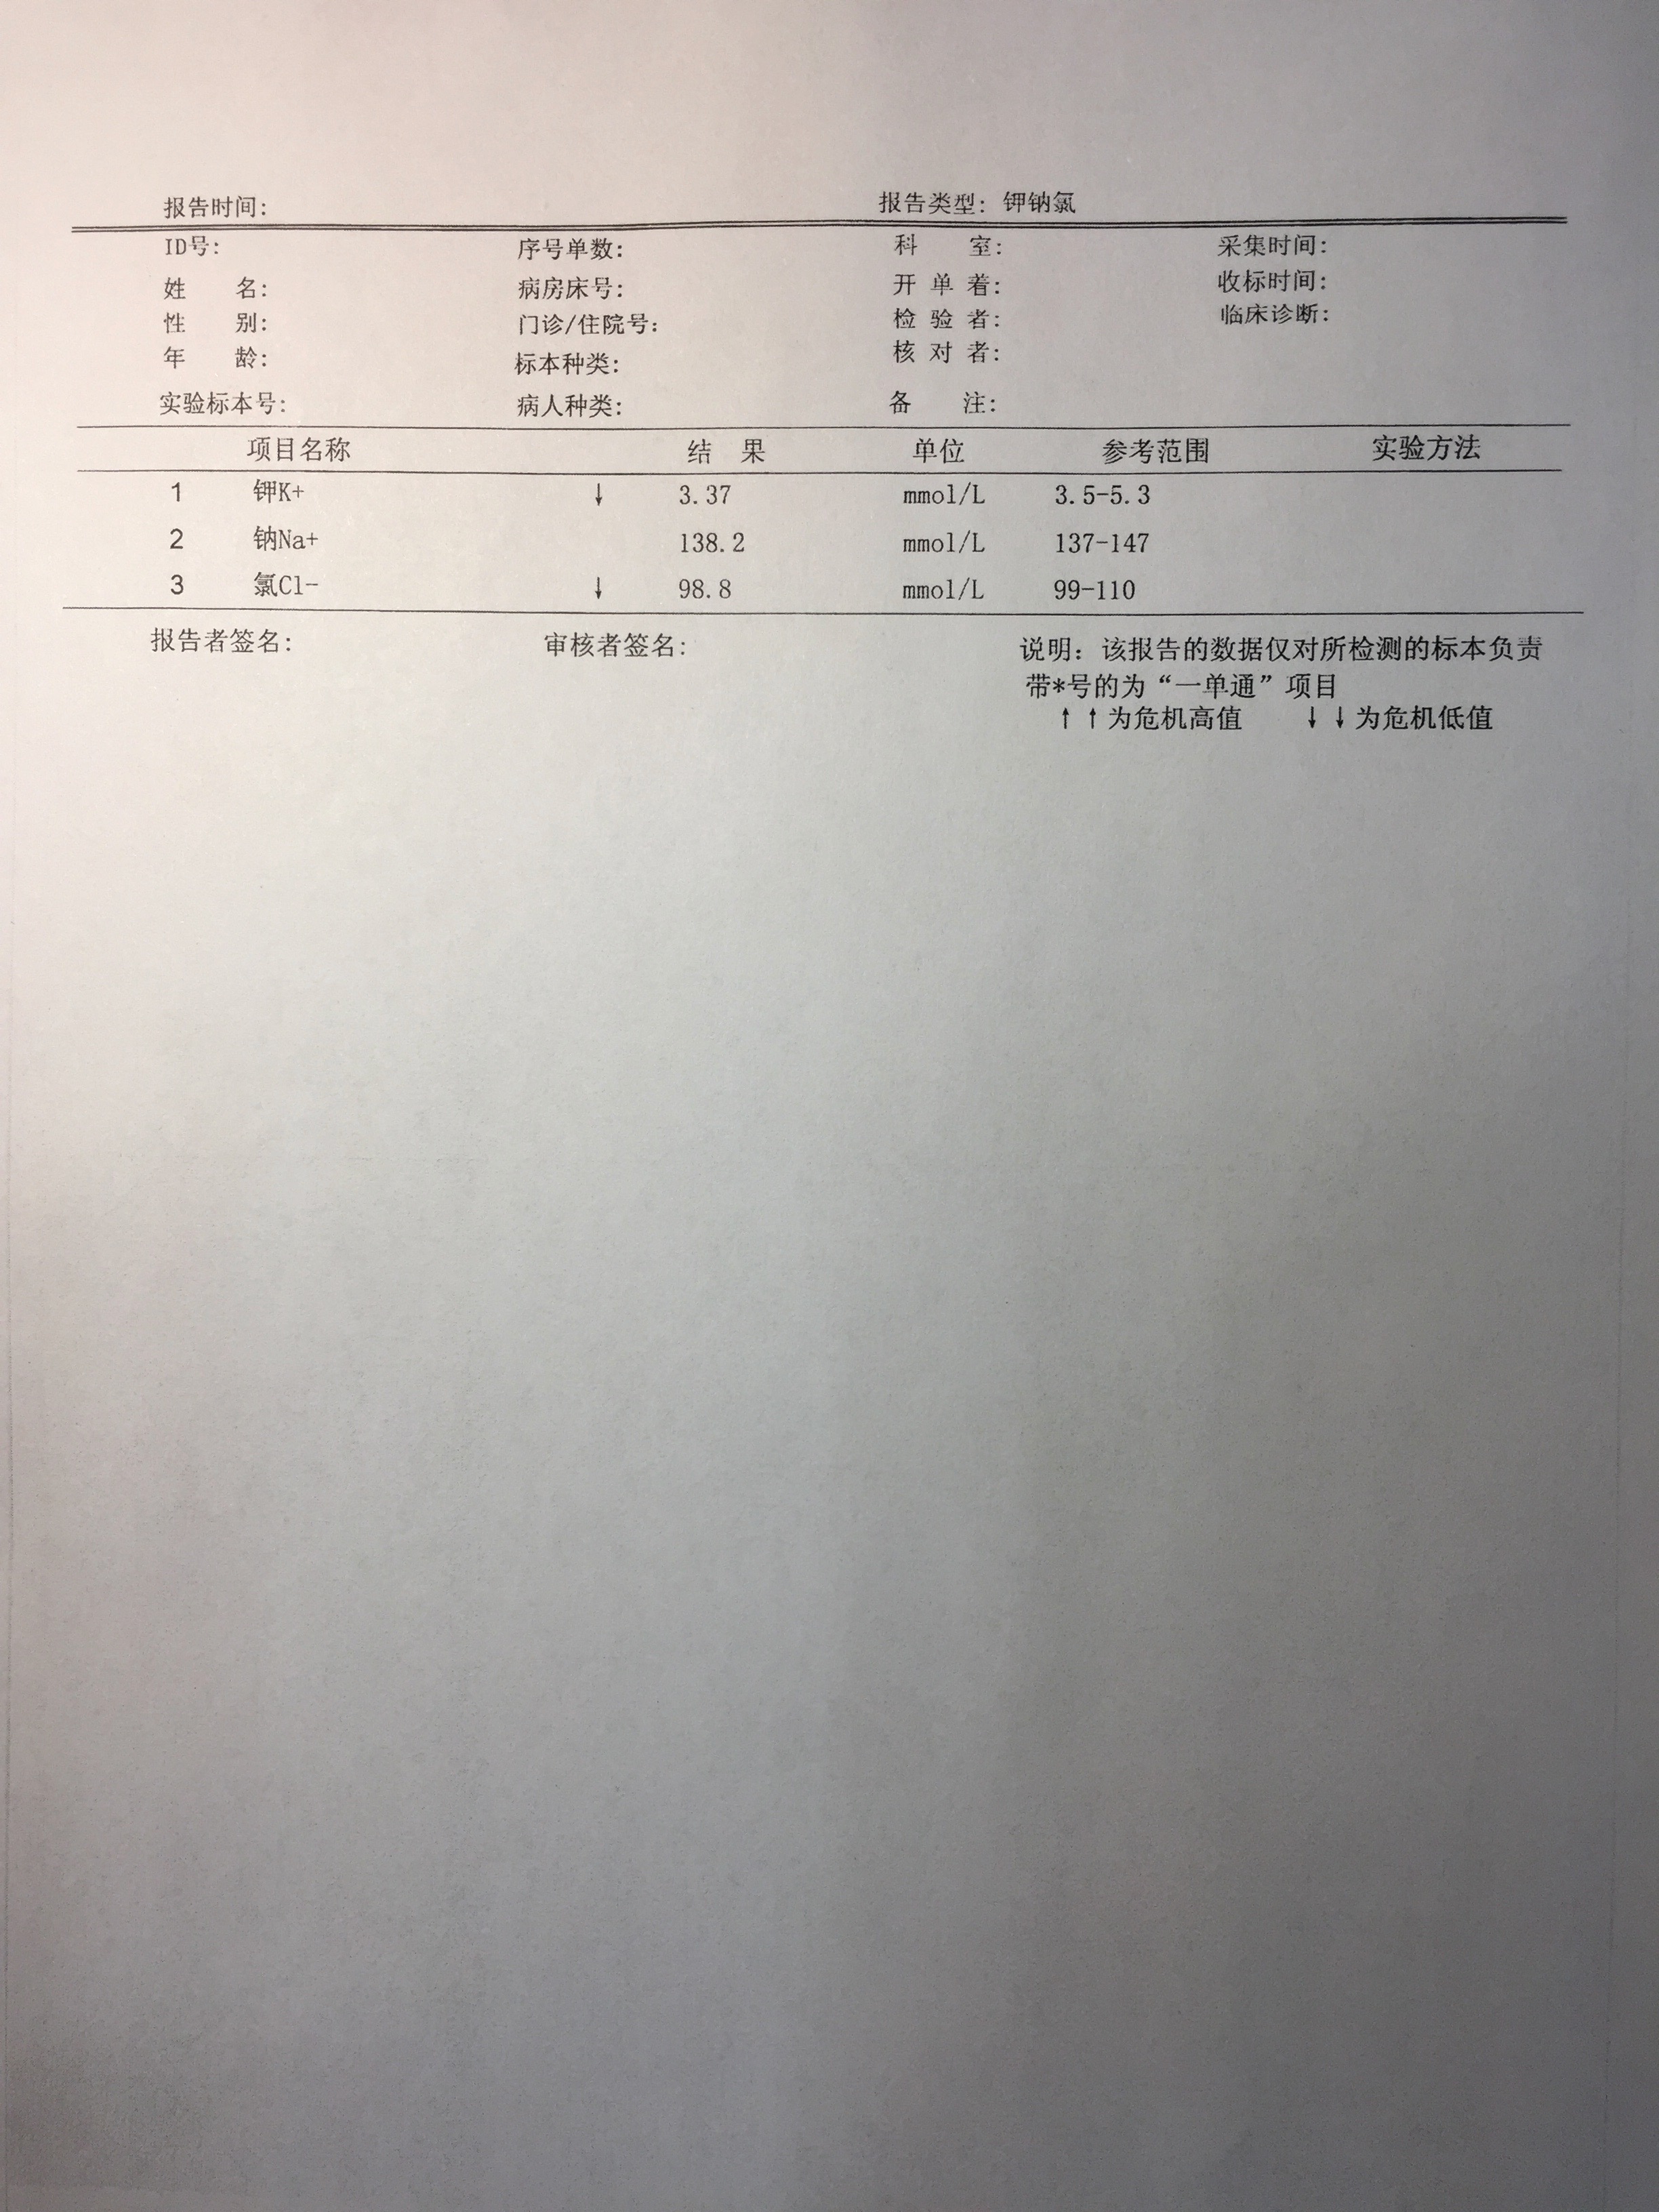 报告时间: 报告类型: 钾钠氯
ID号: 序号单数: 科 室: 采集时间:
姓 名: 病房床号: 开 单 着: 收标时间:
性 别: 门诊/住院号: 检 验 者: 临床诊断:
年 龄: 标本种类: 核 对 者:
实验标本号: 病人种类: 备 注:
项目名称 结 果 单位 参考范围 实验方法
1 钾K+ ↓ 3.37 mmol/L 3.5-5.3
2 钠Na+ 138.2 mmol/L 137-147
3 氯Cl- ↓ 98.8 mmol/L 99-110
报告者签名: 审核者签名: 说明: 该报告的数据仅对所检测的标本负责
带*号的为“一单通”项目
↑↑为危机高值 ↓↓为危机低值